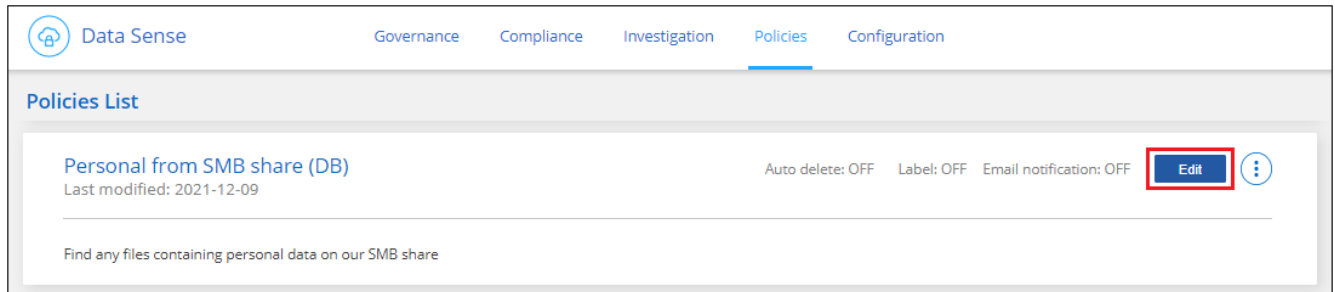 Data Sense Governance Compliance Investigation Policies Configuration
Policies List
Personal from SMB share (DB) Auto delete: OFF Label: OFF Email notification: OFF Edit
Last modified: 2021-12-09
Find any files containing personal data on our SMB share